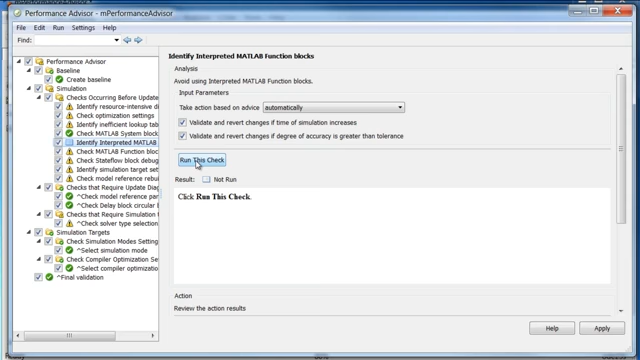 Performance Advisor - mPerformanceAdvisor
File Edit Run Settings Help
Find:
Performance Advisor
Baseline
Create baseline
Simulation
Checks Occurring Before Update
Identify resource-intensive di
Check optimization settings
Identify inefficient lookup tab
Check MATLAB System block
Identify Interpreted MATLAB
Check MATLAB Function bloc
Check Stateflow block debug
Identify simulation target set
Check model reference rebui
Checks that Require Update Diag
^Check model reference par
^Check Delay block circular b
Checks that Require Simulation t
^Check solver type selection
Simulation Targets
Check Simulation Modes Setting
^Select simulation mode
Check Compiler Optimization Se
^Select compiler optimizatio
^Final validation
Identify Interpreted MATLAB Function blocks
Analysis
Avoid using Interpreted MATLAB Function blocks.
Input Parameters
Take action based on advice automatically
Validate and revert changes if time of simulation increases
Validate and revert changes if degree of accuracy is greater than tolerance
Run This Check
Result: Not Run
Click Run This Check.
Action
Review the action results
Help Apply